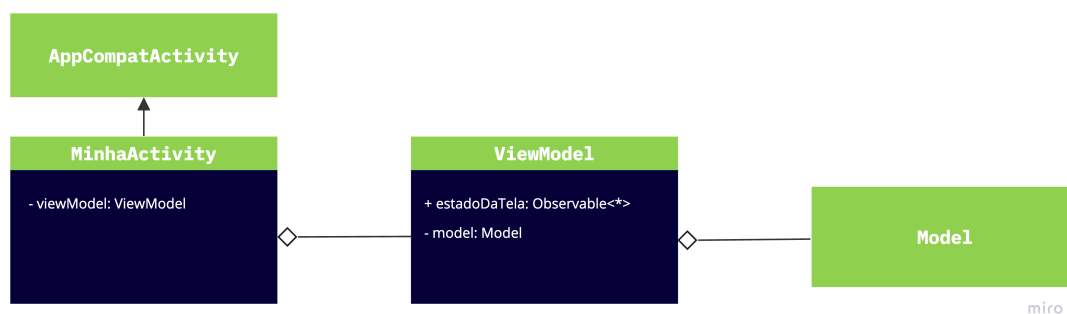 AppCompatActivity
MinhaActivity
- viewModel: ViewModel
ViewModel
+ estadoDaTela: Observable<*>
- model: Model
Model
miro